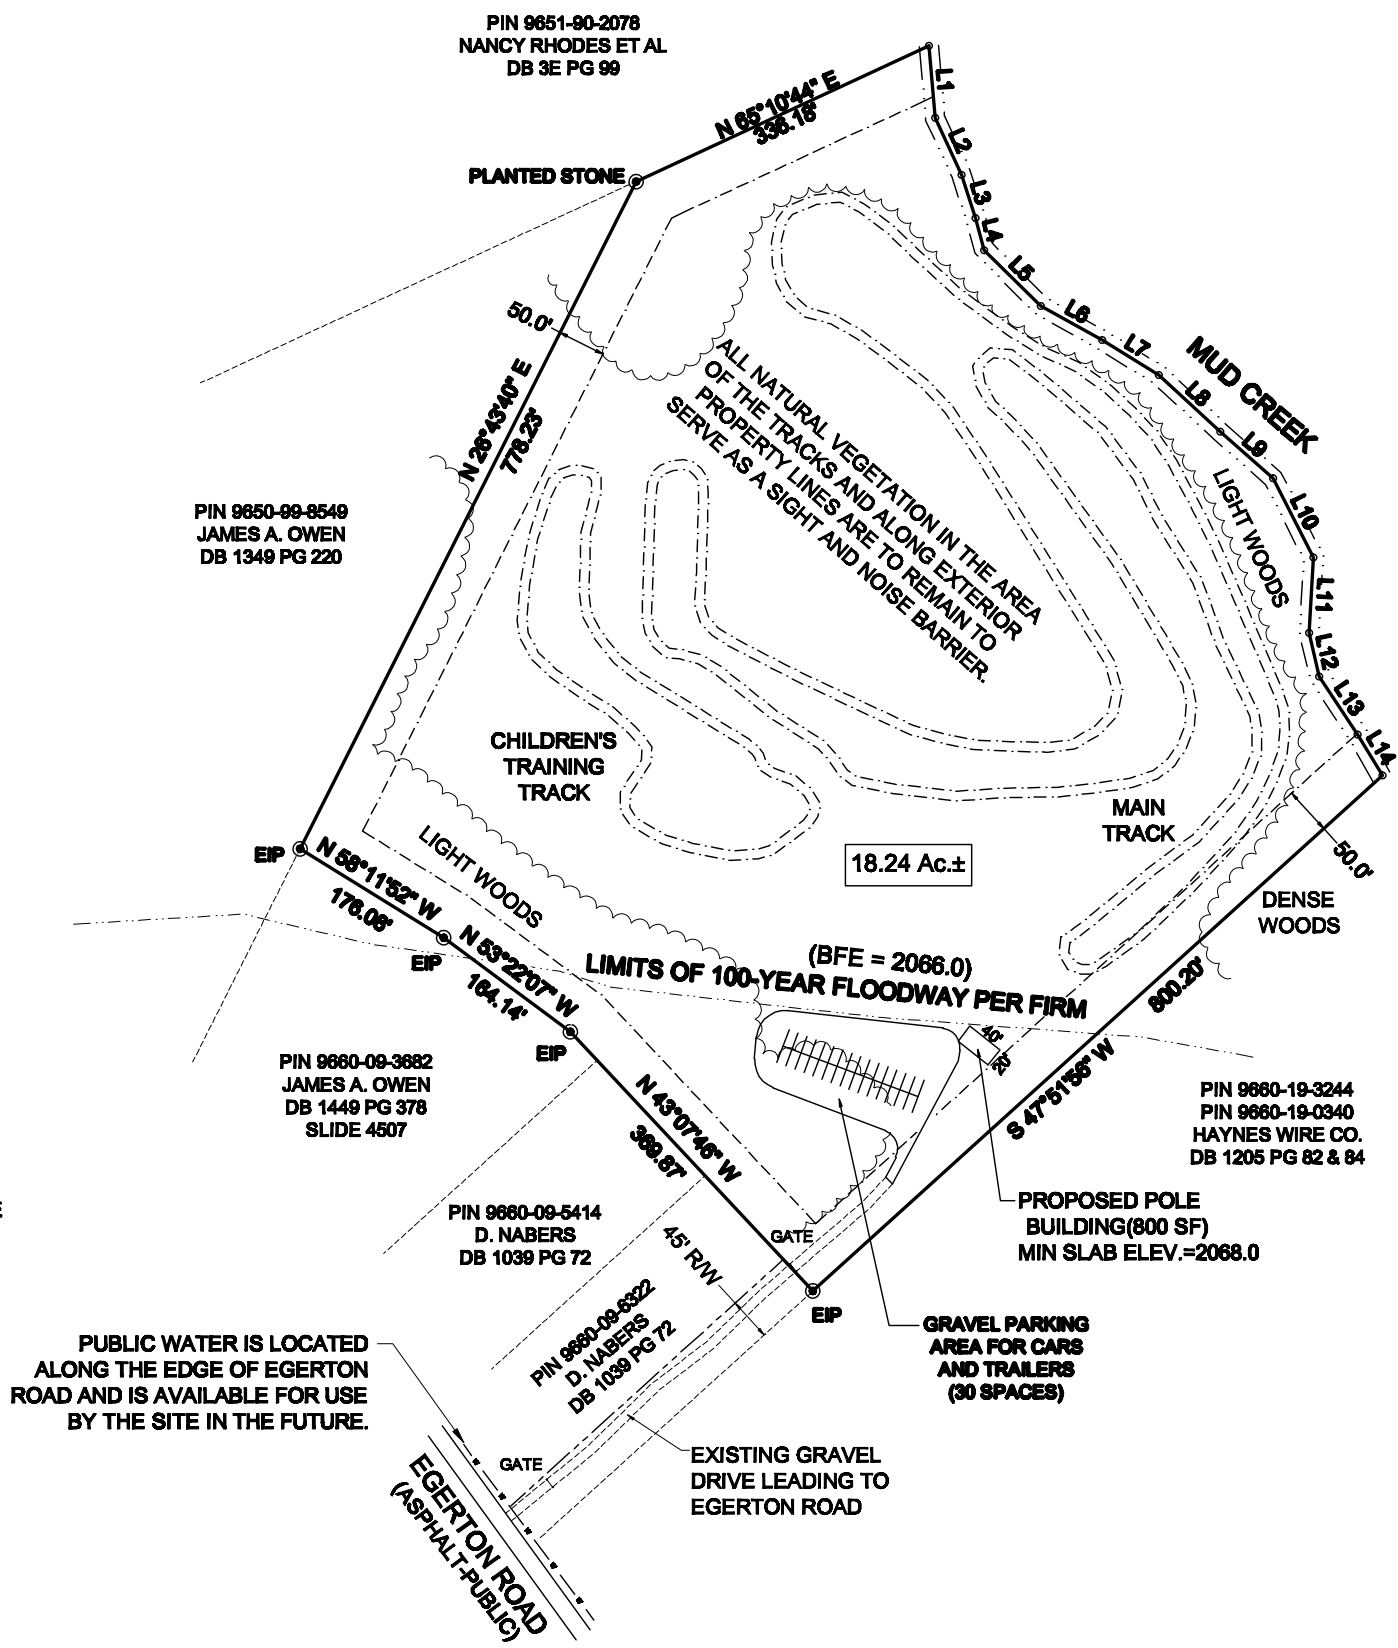 PIN 9651-90-2078
NANCY RHODES ET AL
DB 3E PG 99
N 65°10'44" E
336.18'
PLANTED STONE
L1
L2
L3
L4
L5
L6
L7
L8
L9
L10
L11
L12
L13
L14
MUD CREEK
50.0'
N 26°43'40" E
778.23'
ALL NATURAL VEGETATION IN THE AREA
OF THE TRACKS AND ALONG EXTERIOR
PROPERTY LINES ARE TO REMAIN TO
SERVE AS A SIGHT AND NOISE BARRIER.
LIGHT WOODS
PIN 9650-99-8549
JAMES A. OWEN
DB 1349 PG 220
CHILDREN'S
TRAINING
TRACK
MAIN
TRACK
LIGHT WOODS
18.24 Ac.±
50.0'
DENSE
WOODS
EIP
N 58°11'52" W
176.08'
EIP
N 53°22'07" W
164.14'
EIP
(BFE = 2066.0)
LIMITS OF 100-YEAR FLOODWAY PER FIRM
800.20'
S 47°51'56" W
40'
20'
PIN 9660-09-3682
JAMES A. OWEN
DB 1449 PG 378
SLIDE 4507
N 43°07'46" W
369.87'
PIN 9660-19-3244
PIN 9660-19-0340
HAYNES WIRE CO.
DB 1205 PG 82 & 84
PROPOSED POLE
BUILDING(800 SF)
MIN SLAB ELEV.=2068.0
PIN 9660-09-5414
D. NABERS
DB 1039 PG 72
GATE
45' R/W
EIP
PIN 9660-09-6322
D. NABERS
DB 1039 PG 72
GRAVEL PARKING
AREA FOR CARS
AND TRAILERS
(30 SPACES)
PUBLIC WATER IS LOCATED
ALONG THE EDGE OF EGERTON
ROAD AND IS AVAILABLE FOR USE
BY THE SITE IN THE FUTURE.
GATE
EXISTING GRAVEL
DRIVE LEADING TO
EGERTON ROAD
EGERTON ROAD
(ASPHALT-PUBLIC)